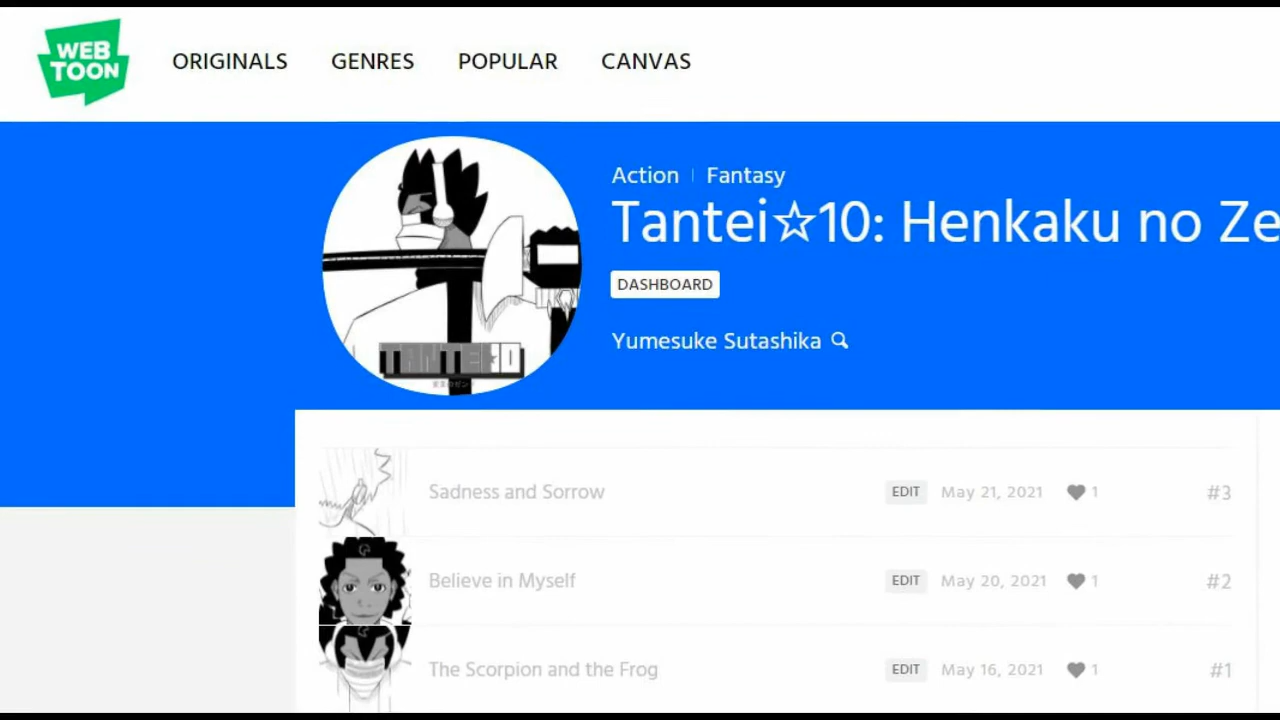 WEB
TOON
ORIGINALS GENRES POPULAR CANVAS
Action | Fantasy
Tantei☆10: Henkaku no Ze
DASHBOARD
Yumesuke Sutashika
TANTEI★10
Sadness and Sorrow EDIT May 21, 2021 1 #3
Believe in Myself EDIT May 20, 2021 1 #2
The Scorpion and the Frog EDIT May 16, 2021 1 #1